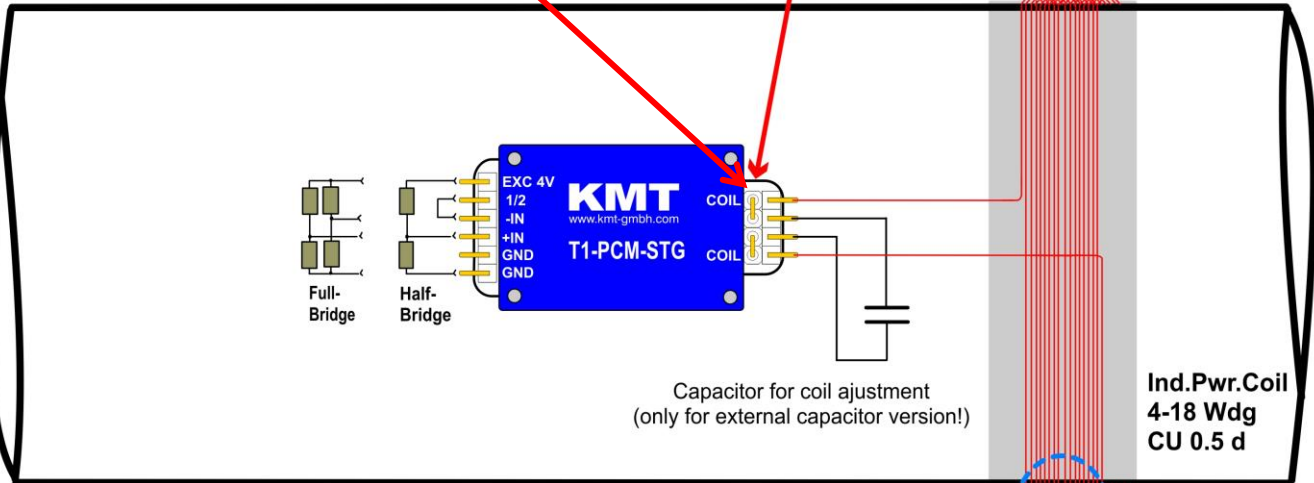 EXC 4V
1/2
-IN
+IN
GND
GND
KMT
www.kmt-gmbh.com
T1-PCM-STG
COIL
COIL
Full-
Bridge
Half-
Bridge
Capacitor for coil ajustment
(only for external capacitor version!)
Ind.Pwr.Coil
4-18 Wdg
CU 0.5 d